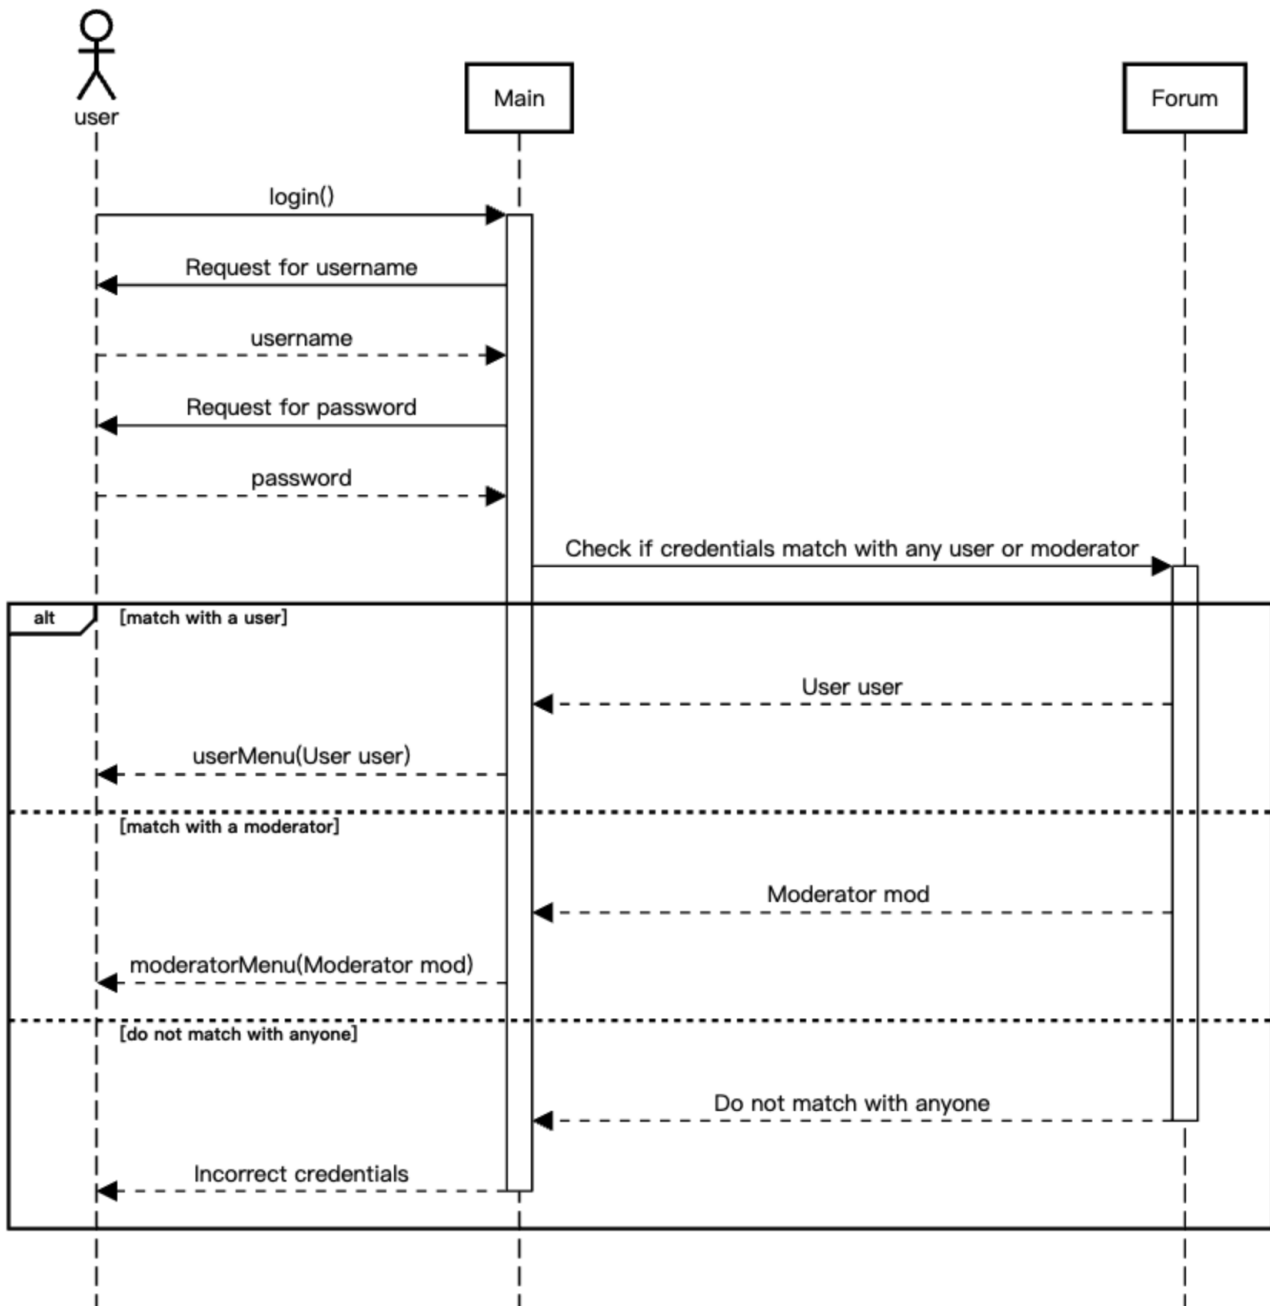 user
Main
Forum
login()
Request for username
username
Request for password
password
Check if credentials match with any user or moderator
alt
[match with a user]
User user
userMenu(User user)
[match with a moderator]
Moderator mod
moderatorMenu(Moderator mod)
[do not match with anyone]
Do not match with anyone
Incorrect credentials